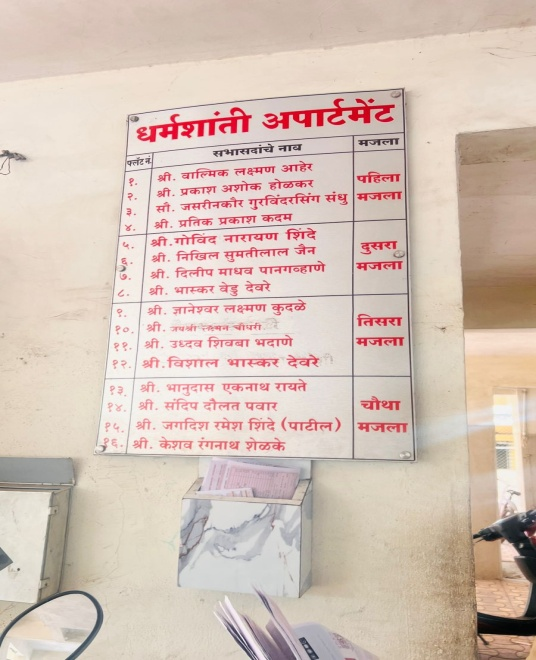 धर्मशांती अपार्टमेंट
फ्लॅट नं. सभासदांचे नाव मजला
१. श्री. वाल्मिक लक्ष्मण आहेर
२. श्री. प्रकाश अशोक होळकर
३. सौ. जसरीनकौर गुरविंदरसिंग संधु
४. श्री. प्रतिक प्रकाश कदम
पहिला
मजला
५. श्री. गोविंद नारायण शिंदे
६. श्री. निखिल सुमतीलाल जैन
७. श्री. दिलीप माधव पानगव्हाणे
८. श्री. भास्कर वेडु देवरे
दुसरा
मजला
९. श्री. ज्ञानेश्वर लक्ष्मण कुदळे
१०. श्री. चौधरी
११. श्री. उध्दव शिवबा भदाणे
१२. श्री. विशाल भास्कर देवरे
तिसरा
मजला
१३. श्री. भानुदास एकनाथ रायते
१४. श्री. संदिप दौलत पवार
१५. श्री. जगदिश रमेश शिंदे (पाटील)
१६. श्री. केशव रंगनाथ शेळके
चौथा
मजला